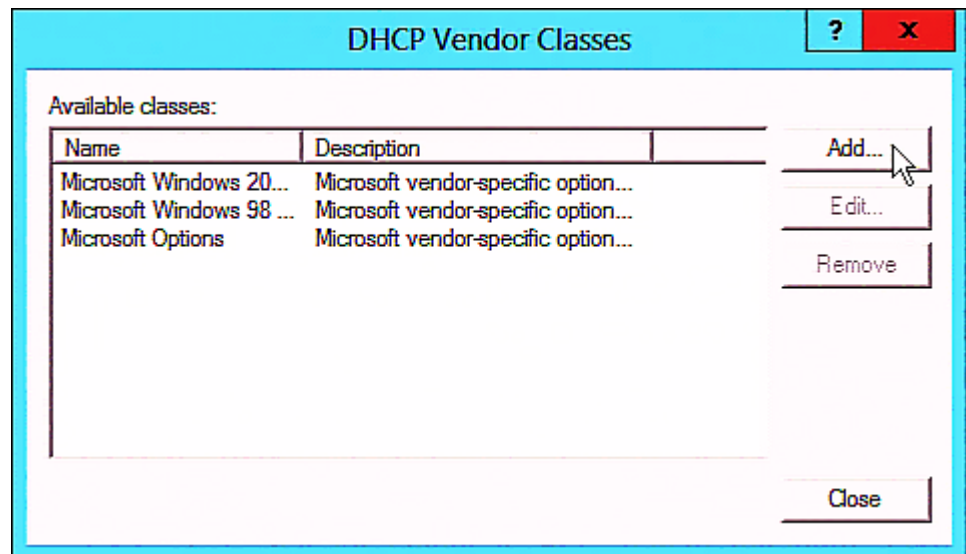 DHCP Vendor Classes
? x
Available classes:
Name Description
Add...
Microsoft Windows 20... Microsoft vendor-specific option...
Microsoft Windows 98 ... Microsoft vendor-specific option...
Edit...
Microsoft Options Microsoft vendor-specific option...
Remove
Close